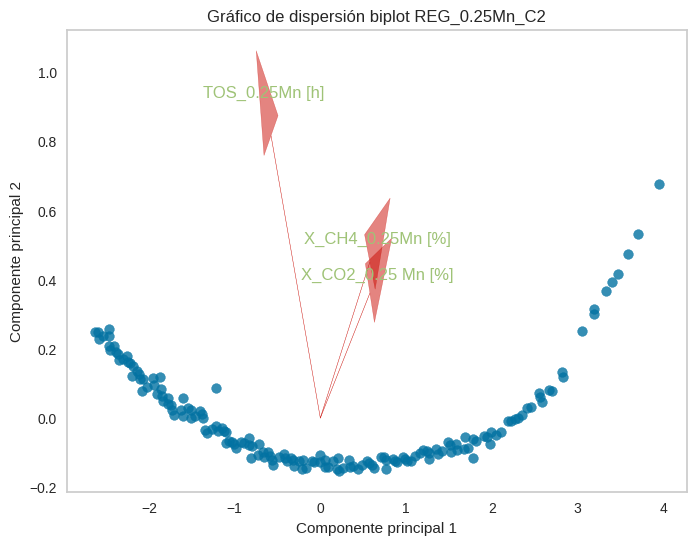 Gráfico de dispersión biplot REG_0.25Mn_C2
1.0
TOS_0.25Mn [h]
0.8
0.6
X_CH4_0.25Mn [%]
0.4
X_CO2_0.25 Mn [%]
0.2
0.0
−0.2
Componente principal 2
−2
−1
0
1
2
3
4
Componente principal 1